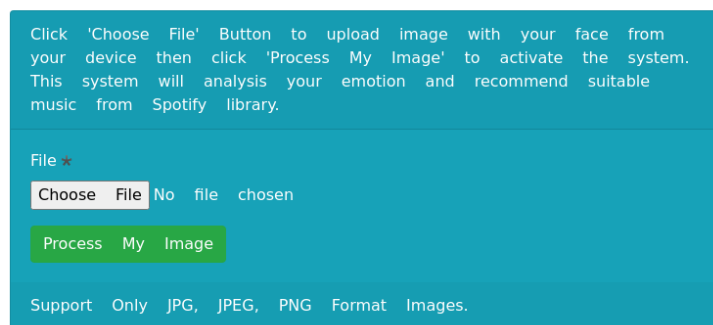 Click 'Choose File' Button to upload image with your face from
your device then click 'Process My Image' to activate the system.
This system will analysis your emotion and recommend suitable
music from Spotify library.
File *
Choose File No file chosen
Process My Image
Support Only JPG, JPEG, PNG Format Images.